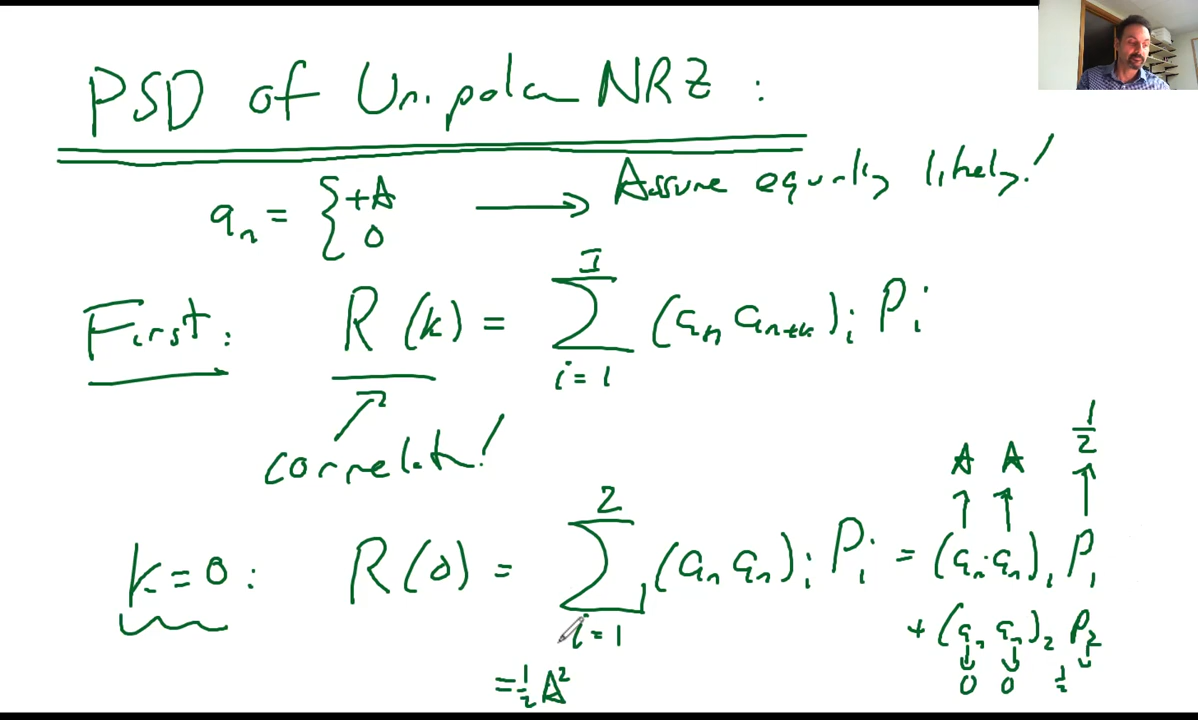 PSD of Unipolar NRZ :
aₙ = { +A
0
→ Assume equally likely!
First: R(k) = Σ_{i=1}^{I} (aₙ aₙ₊ₖ)ᵢ Pᵢ
correlat.!
A A 1/2
k=0: R(0) = Σ_{i=1}^{2} (aₙ aₙ)ᵢ Pᵢ = (aₙ·aₙ)₁ P₁
+ (aₙ aₙ)₂ P₂
0 0 1/2
= 1/2 A²